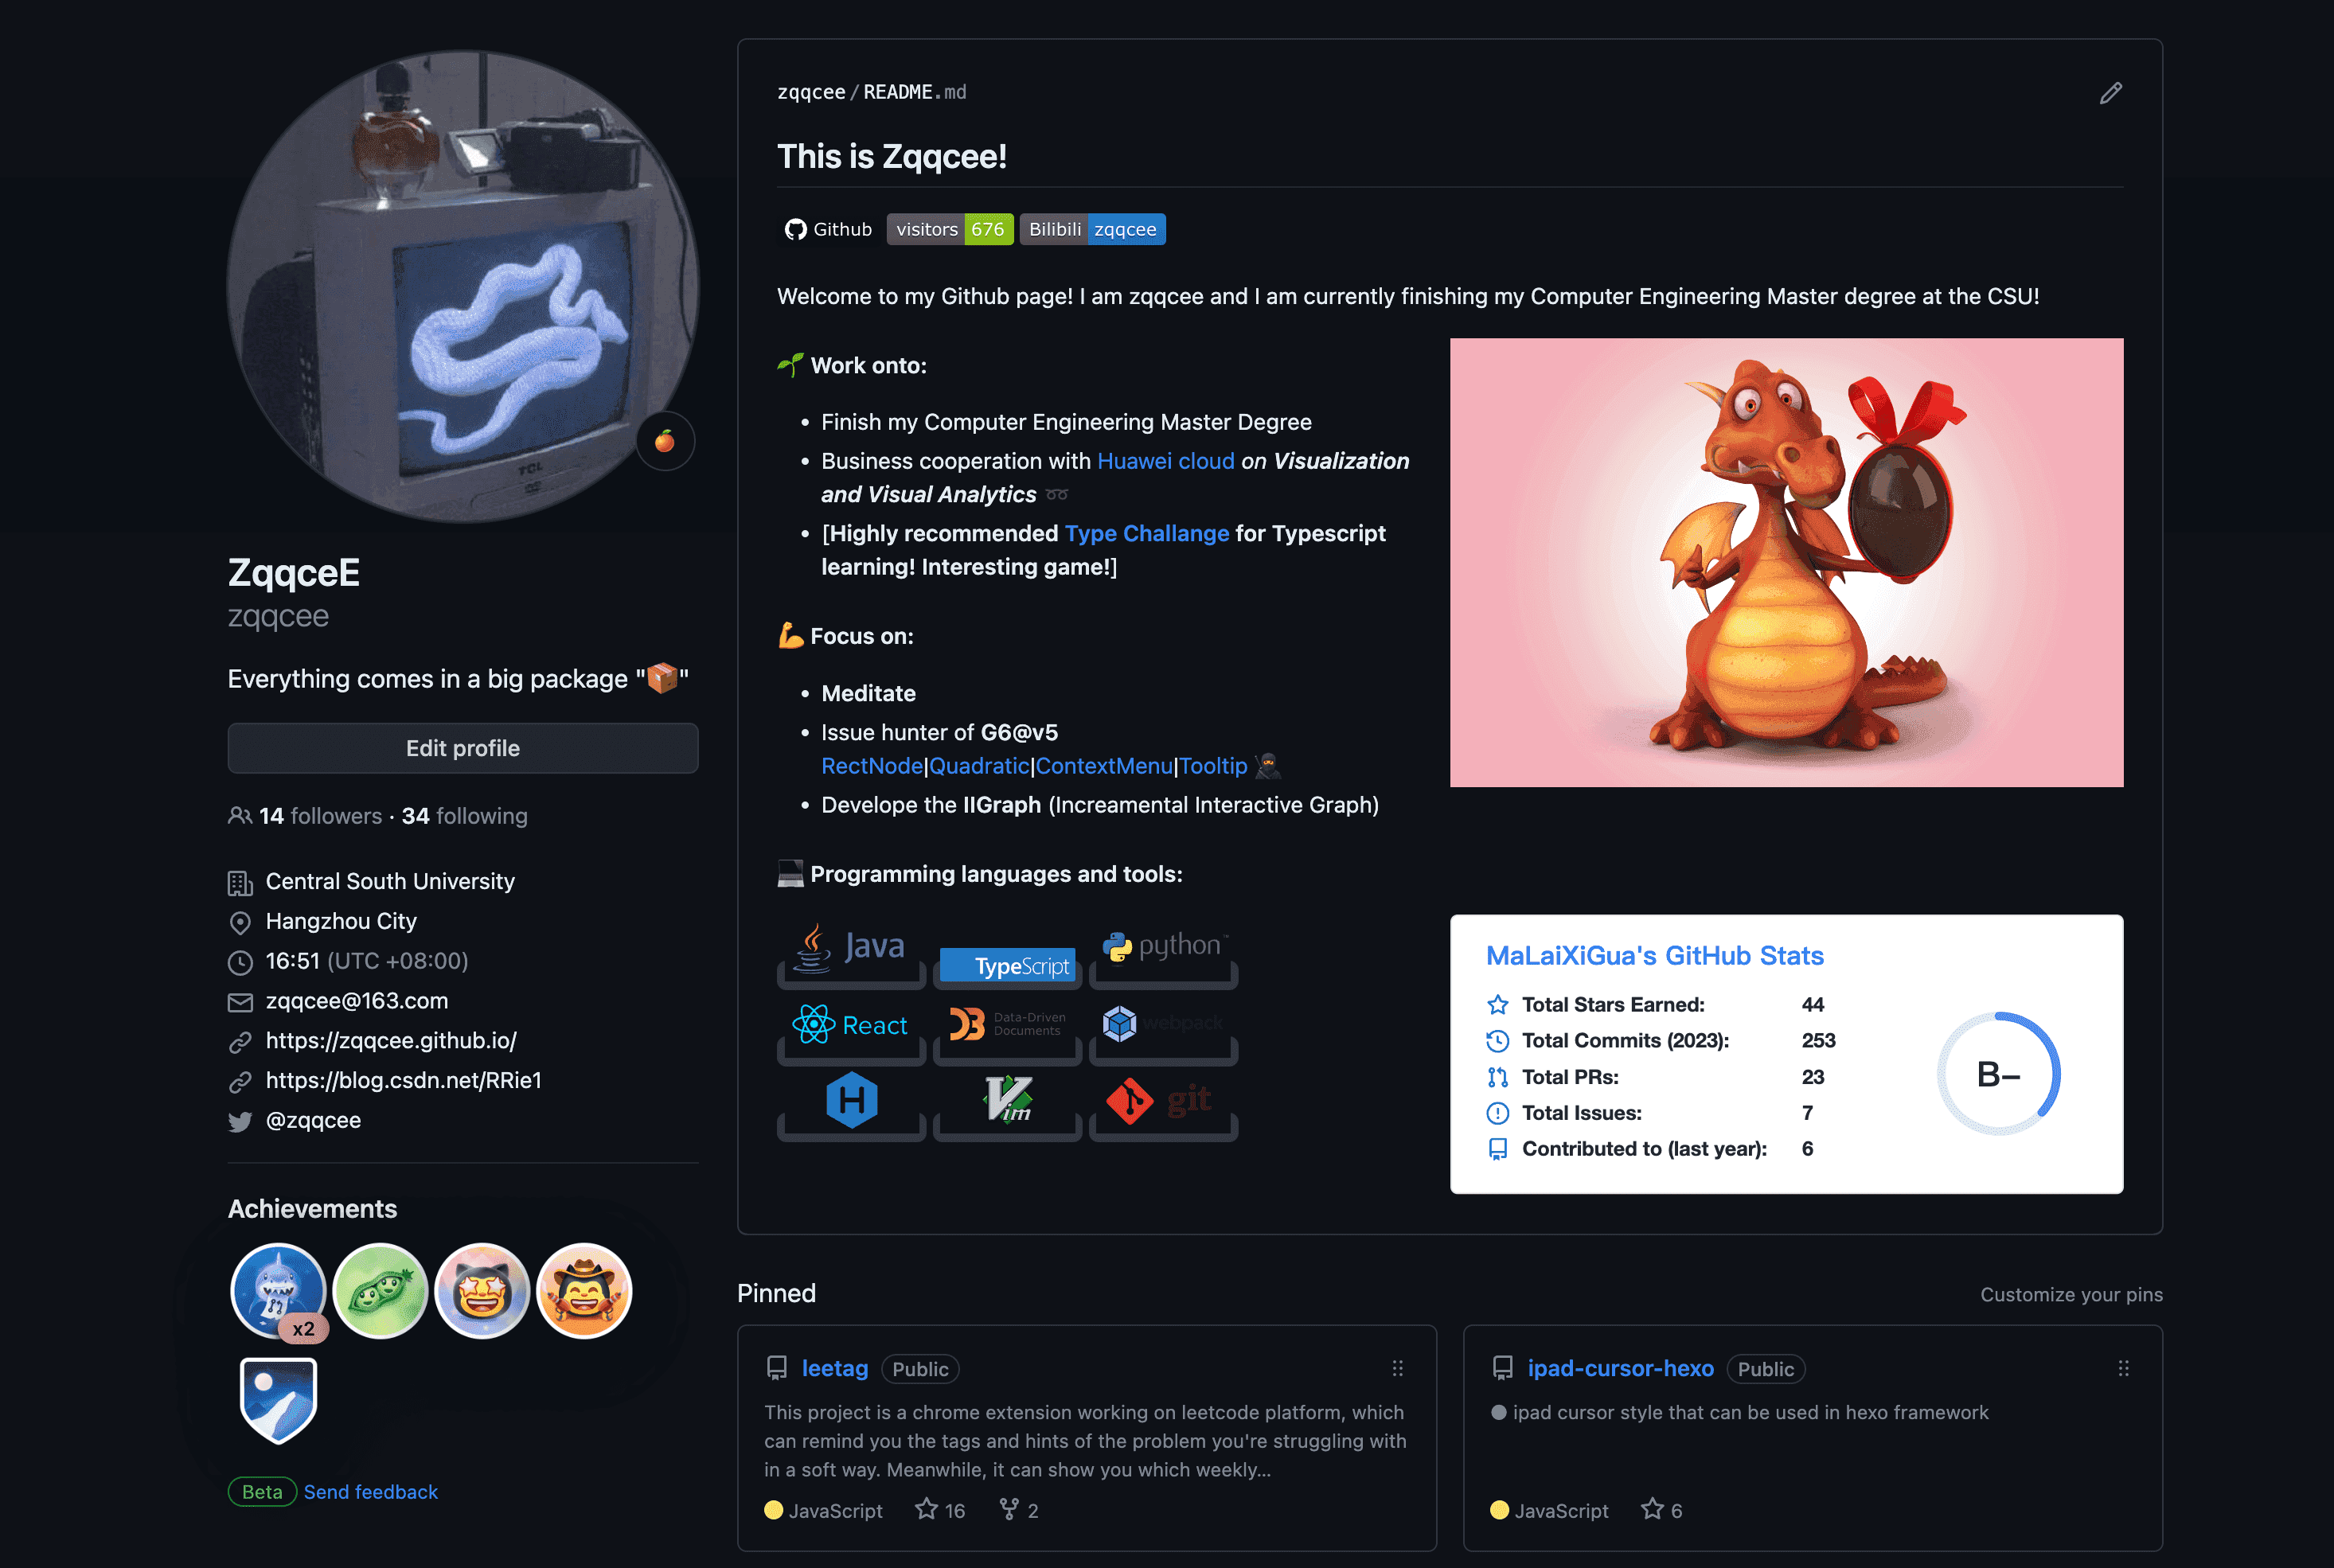 TCL
ZqqceE
zqqcee
Everything comes in a big package "📦"
Edit profile
14 followers · 34 following
Central South University
Hangzhou City
16:51 (UTC +08:00)
zqqcee@163.com
https://zqqcee.github.io/
https://blog.csdn.net/RRie1
@zqqcee
Achievements
x2
Beta Send feedback
zqqcee/README.md
This is Zqqcee!
Github visitors 676 Bilibili zqqcee
Welcome to my Github page! I am zqqcee and I am currently finishing my Computer Engineering Master degree at the CSU!
🌱 Work onto:
• Finish my Computer Engineering Master Degree
• Business cooperation with Huawei cloud on Visualization
and Visual Analytics ➿
• [Highly recommended Type Challange for Typescript
learning! Interesting game!]
💪 Focus on:
• Meditate
• Issue hunter of G6@v5
RectNode|Quadratic|ContextMenu|Tooltip 🥷
• Develope the IIGraph (Increamental Interactive Graph)
💻 Programming languages and tools:
Java TypeScript python™
React D3 Data-Driven
Documents webpack
H Vim git
MaLaiXiGua's GitHub Stats
Total Stars Earned: 44
Total Commits (2023): 253
Total PRs: 23
Total Issues: 7
Contributed to (last year): 6
B-
Pinned
Customize your pins
leetag Public
This project is a chrome extension working on leetcode platform, which
can remind you the tags and hints of the problem you're struggling with
in a soft way. Meanwhile, it can show you which weekly...
JavaScript 16 2
ipad-cursor-hexo Public
ipad cursor style that can be used in hexo framework
JavaScript 6